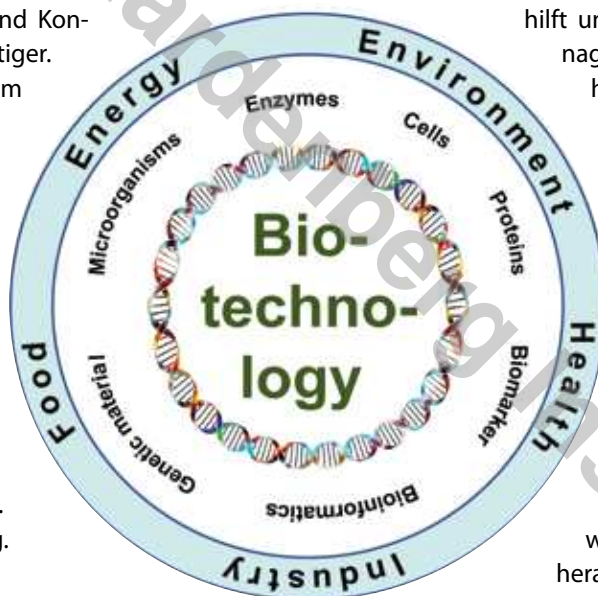 nd Kon-
tiger.
m
hilft un
nag
h
Energy
Environment
Health
Industry
Food
Enzymes
Cells
Proteins
Biomarker
Bioinformatics
Genetic material
Microorganisms
Bio-
techno-
logy
g.
w
hera